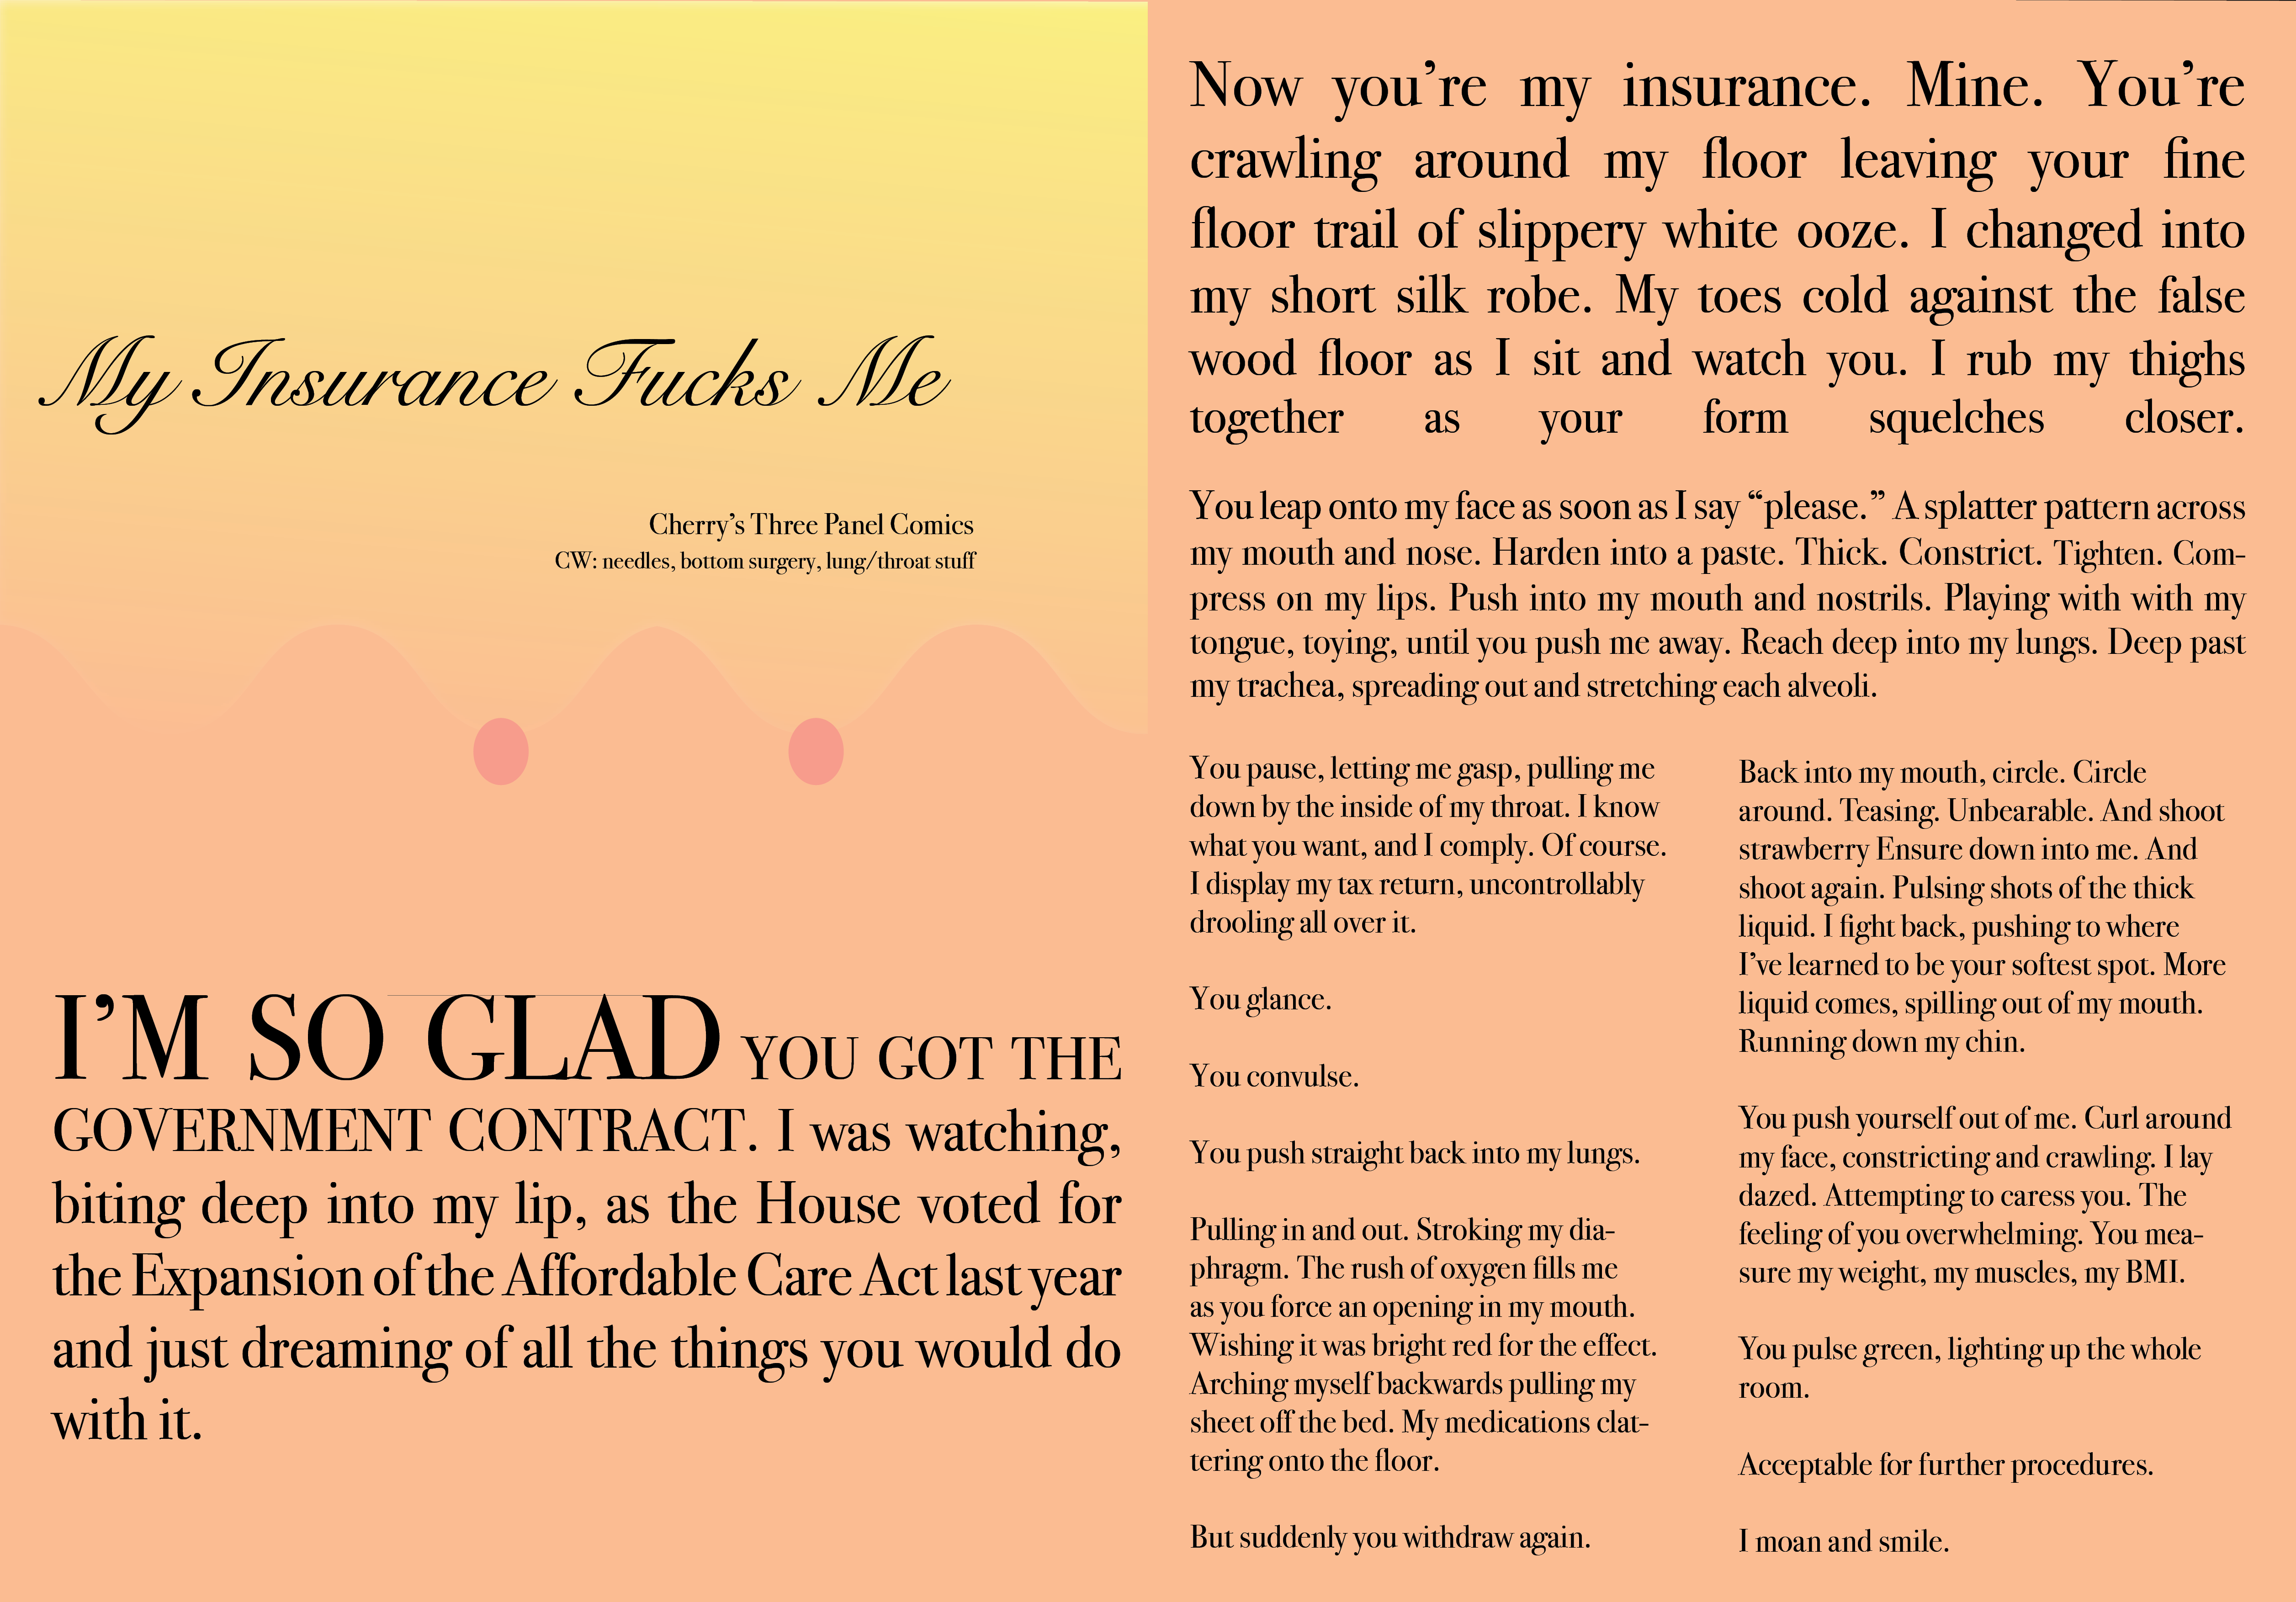 My Insurance Fucks Me
Cherry's Three Panel Comics
CW: needles, bottom surgery, lung/throat stuff
I'M SO GLAD YOU GOT THE
GOVERNMENT CONTRACT. I was watching,
biting deep into my lip, as the House voted for
the Expansion of the Affordable Care Act last year
and just dreaming of all the things you would do
with it.
Now you're my insurance. Mine. You're
crawling around my floor leaving your fine
floor trail of slippery white ooze. I changed into
my short silk robe. My toes cold against the false
wood floor as I sit and watch you. I rub my thighs
together as your form squelches closer.
You leap onto my face as soon as I say “please.” A splatter pattern across
my mouth and nose. Harden into a paste. Thick. Constrict. Tighten. Com-
press on my lips. Push into my mouth and nostrils. Playing with with my
tongue, toying, until you push me away. Reach deep into my lungs. Deep past
my trachea, spreading out and stretching each alveoli.
You pause, letting me gasp, pulling me
down by the inside of my throat. I know
what you want, and I comply. Of course.
I display my tax return, uncontrollably
drooling all over it.
You glance.
You convulse.
You push straight back into my lungs.
Pulling in and out. Stroking my dia-
phragm. The rush of oxygen fills me
as you force an opening in my mouth.
Wishing it was bright red for the effect.
Arching myself backwards pulling my
sheet off the bed. My medications clat-
tering onto the floor.
But suddenly you withdraw again.
Back into my mouth, circle. Circle
around. Teasing. Unbearable. And shoot
strawberry Ensure down into me. And
shoot again. Pulsing shots of the thick
liquid. I fight back, pushing to where
I've learned to be your softest spot. More
liquid comes, spilling out of my mouth.
Running down my chin.
You push yourself out of me. Curl around
my face, constricting and crawling. I lay
dazed. Attempting to caress you. The
feeling of you overwhelming. You mea-
sure my weight, my muscles, my BMI.
You pulse green, lighting up the whole
room.
Acceptable for further procedures.
I moan and smile.